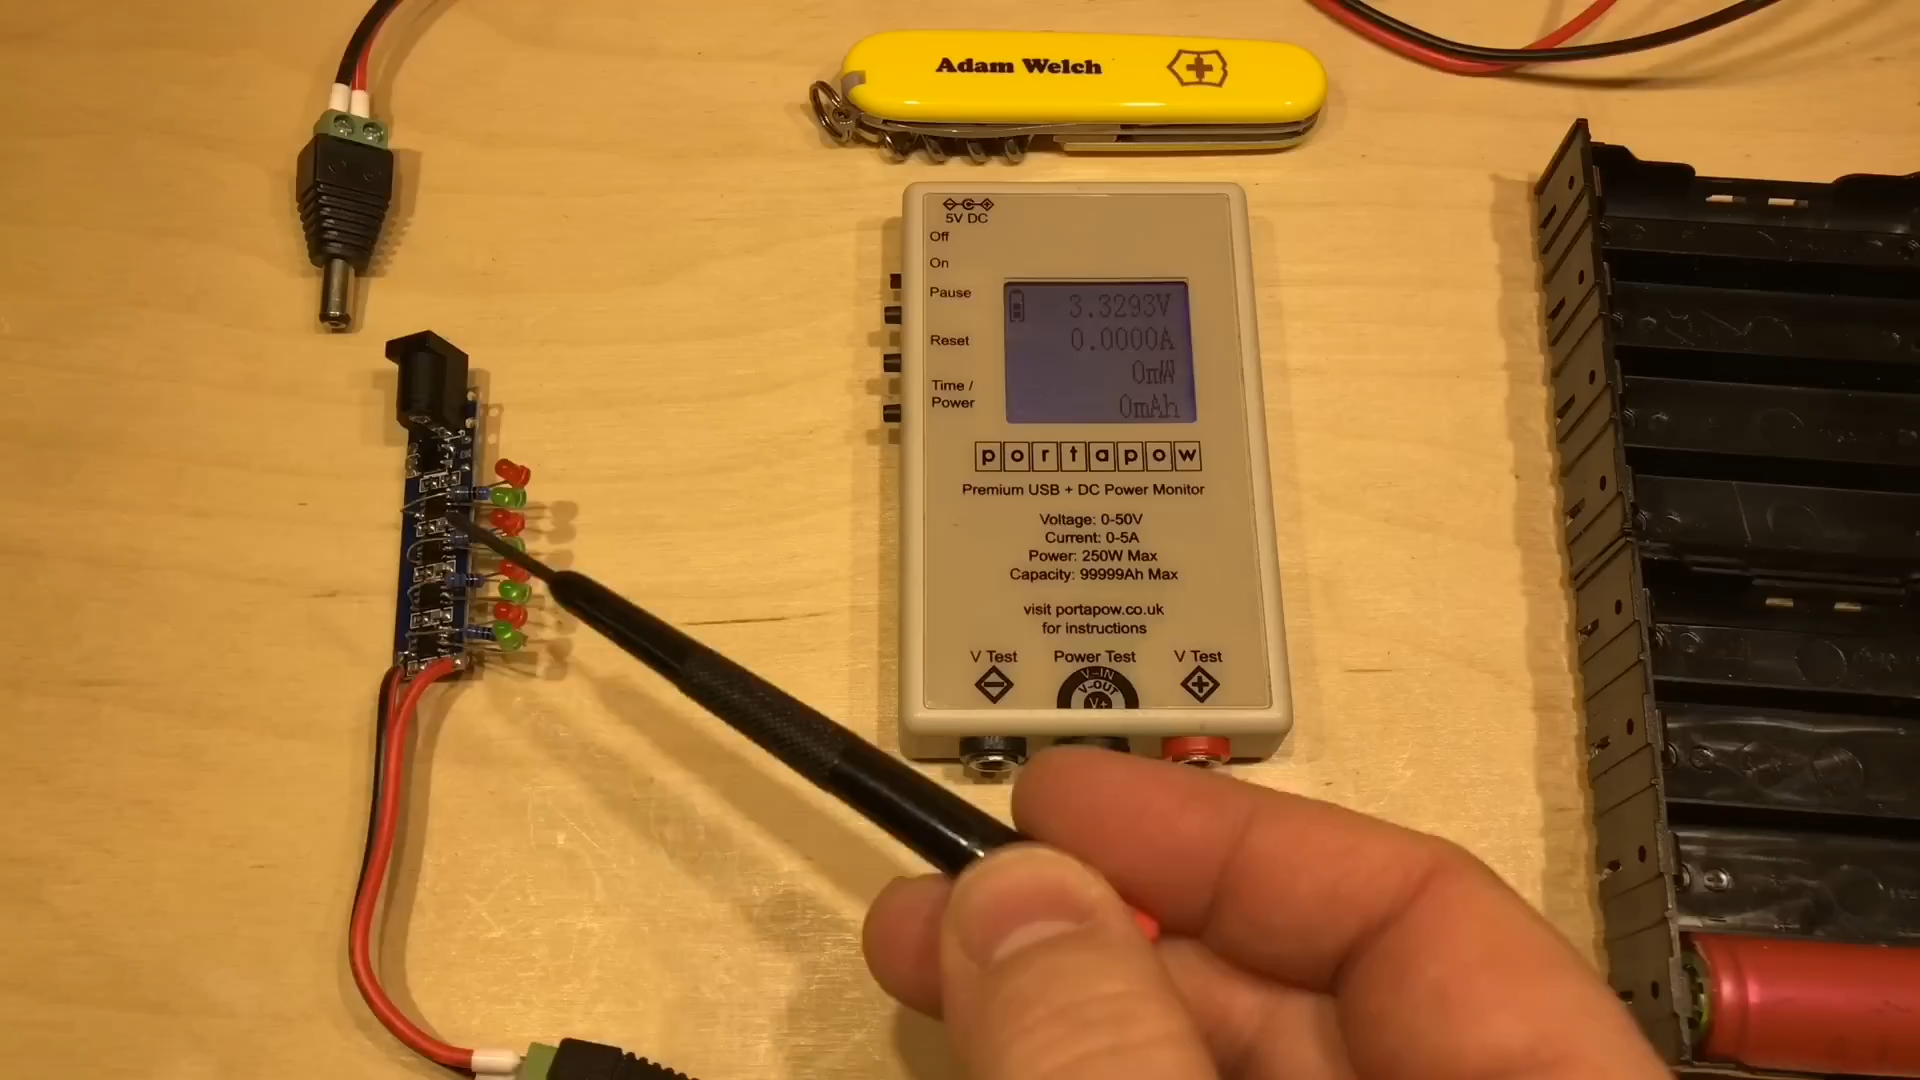 Adam Welch
5V DC
Off
On
Pause
Reset
Time /
Power
3.3293V
0.0000A
0mW
0mAh
portapow
Premium USB + DC Power Monitor
Voltage: 0-50V
Current: 0-5A
Power: 250W Max
Capacity: 99999Ah Max
visit portapow.co.uk
for instructions
V Test
Power Test
V Test
V-IN
V-OUT
V+